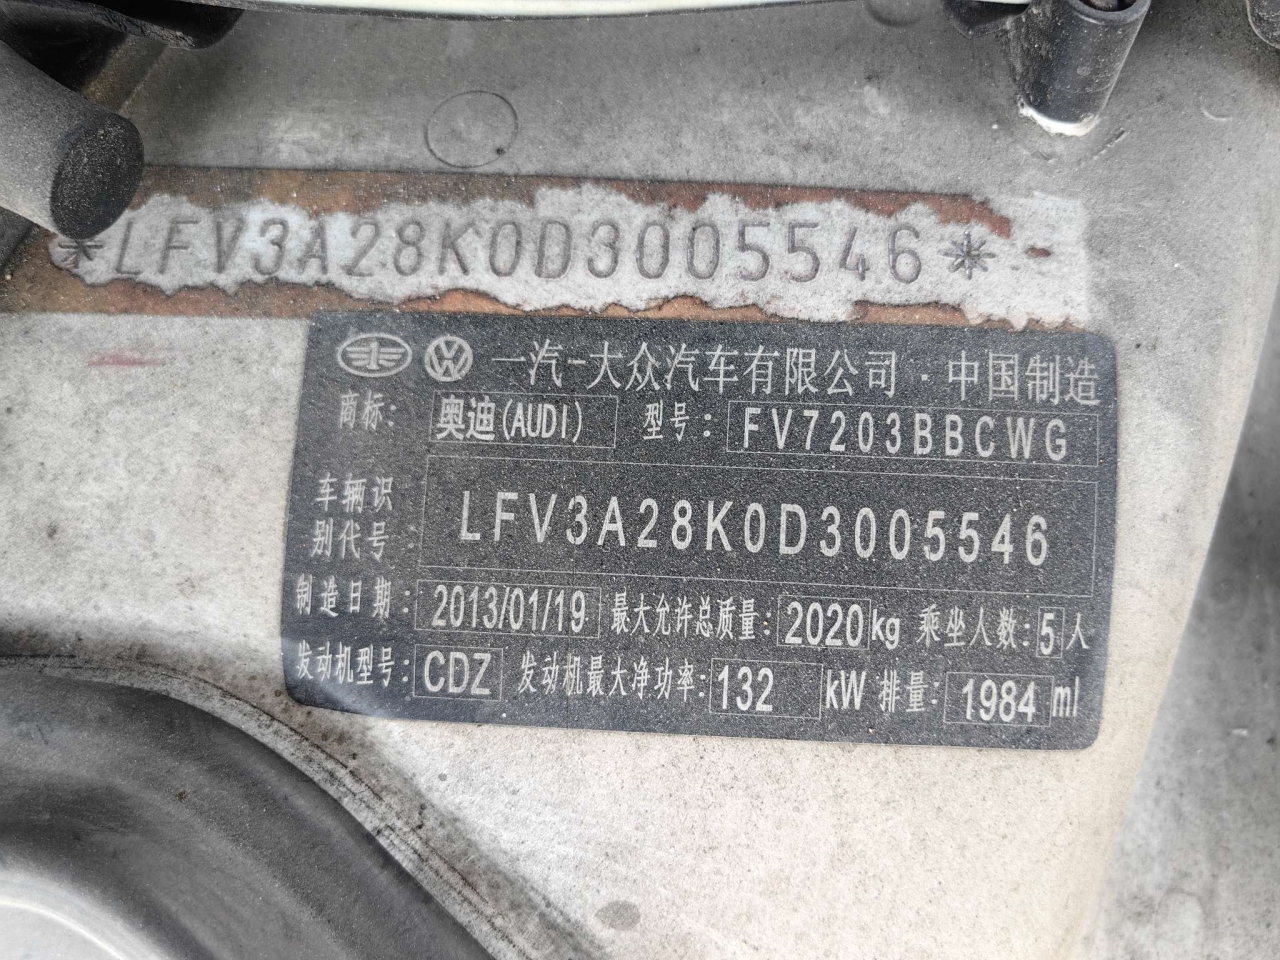 *LFV3A28K0D3005546*
一汽-大众汽车有限公司·中国制造
商标: 奥迪(AUDI) 型号: FV7203BBCWG
车辆识别代号 LFV3A28K0D3005546
制造日期: 2013/01/19 最大允许总质量: 2020kg 乘坐人数: 5人
发动机型号: CDZ 发动机最大净功率: 132 kW 排量: 1984 ml